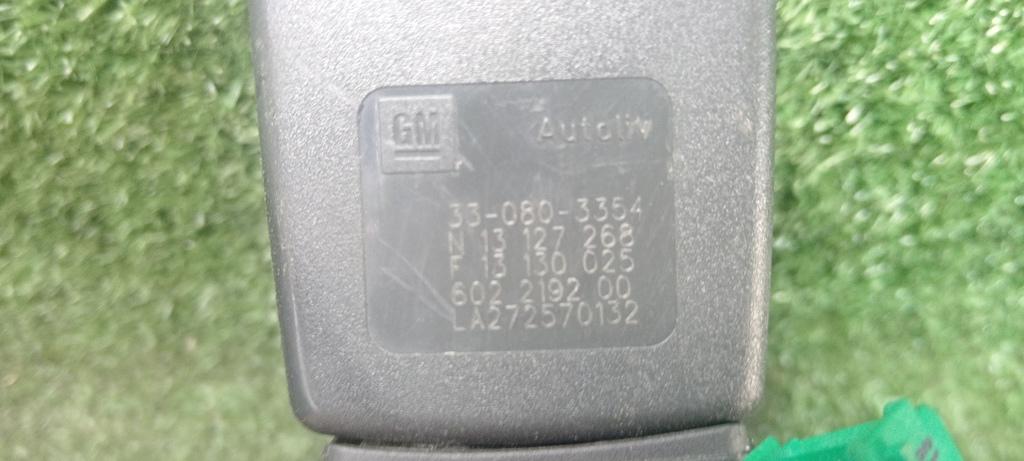 GM Autoliv
33-080-3354
N 13 127 268
F 13 130 025
602 2192 00
LA272570132